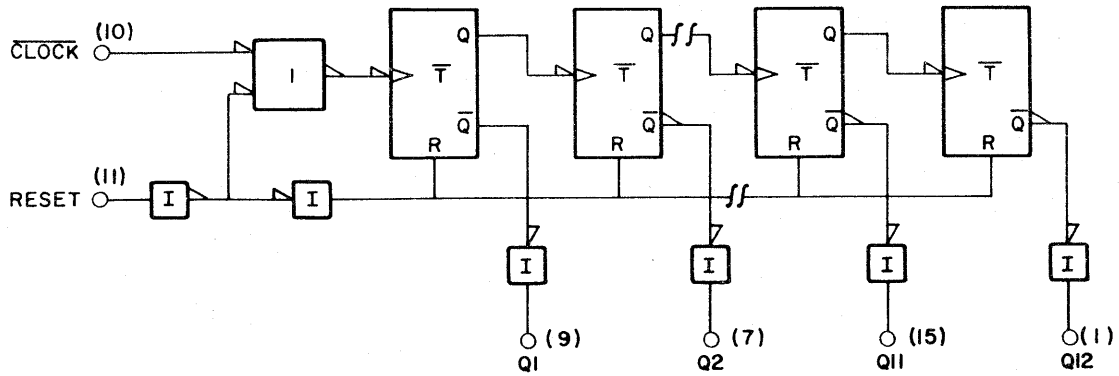 CLOCK (10)
I
T̅ Q Q̅ R
T̅ Q Q̅ R
T̅ Q Q̅ R
T̅ Q̅ R
RESET (11)
I
I
I
I
I
I
Q1 (9)
Q2 (7)
Q11 (15)
Q12 (1)